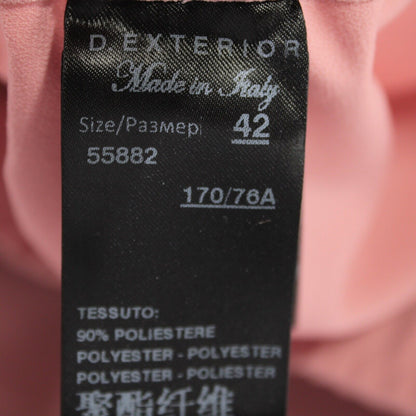 D.EXTERIOR
Made in Italy
Size/Размер 42
55882
170/76A
TESSUTO:
90% POLIESTERE
POLYESTER - POLYESTER
POLYESTER - POLYESTER
聚酯纤维